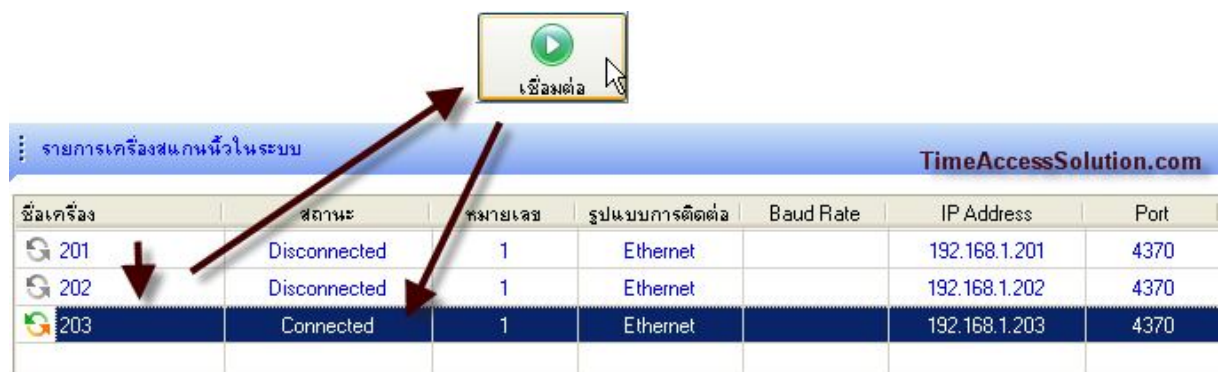 เชื่อมต่อ
รายการเครื่องสแกนนิ้วในระบบ TimeAccessSolution.com
ชื่อเครื่อง สถานะ หมายเลข รูปแบบการติดต่อ Baud Rate IP Address Port
201 Disconnected 1 Ethernet 192.168.1.201 4370
202 Disconnected 1 Ethernet 192.168.1.202 4370
203 Connected 1 Ethernet 192.168.1.203 4370